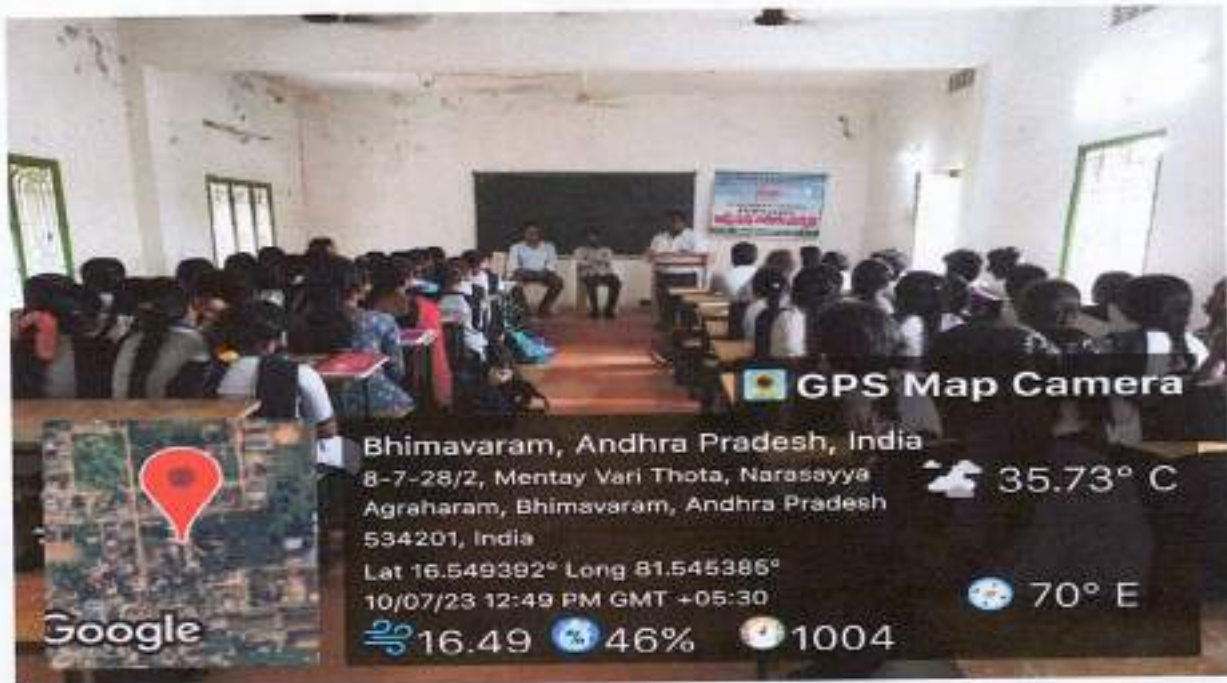 GPS Map Camera
Bhimavaram, Andhra Pradesh, India
8-7-28/2, Mentay Vari Thota, Narasayya
Agraharam, Bhimavaram, Andhra Pradesh
534201, India
Lat 16.549392° Long 81.545385°
10/07/23 12:49 PM GMT +05:30
35.73° C
70° E
16.49 46% 1004
Google